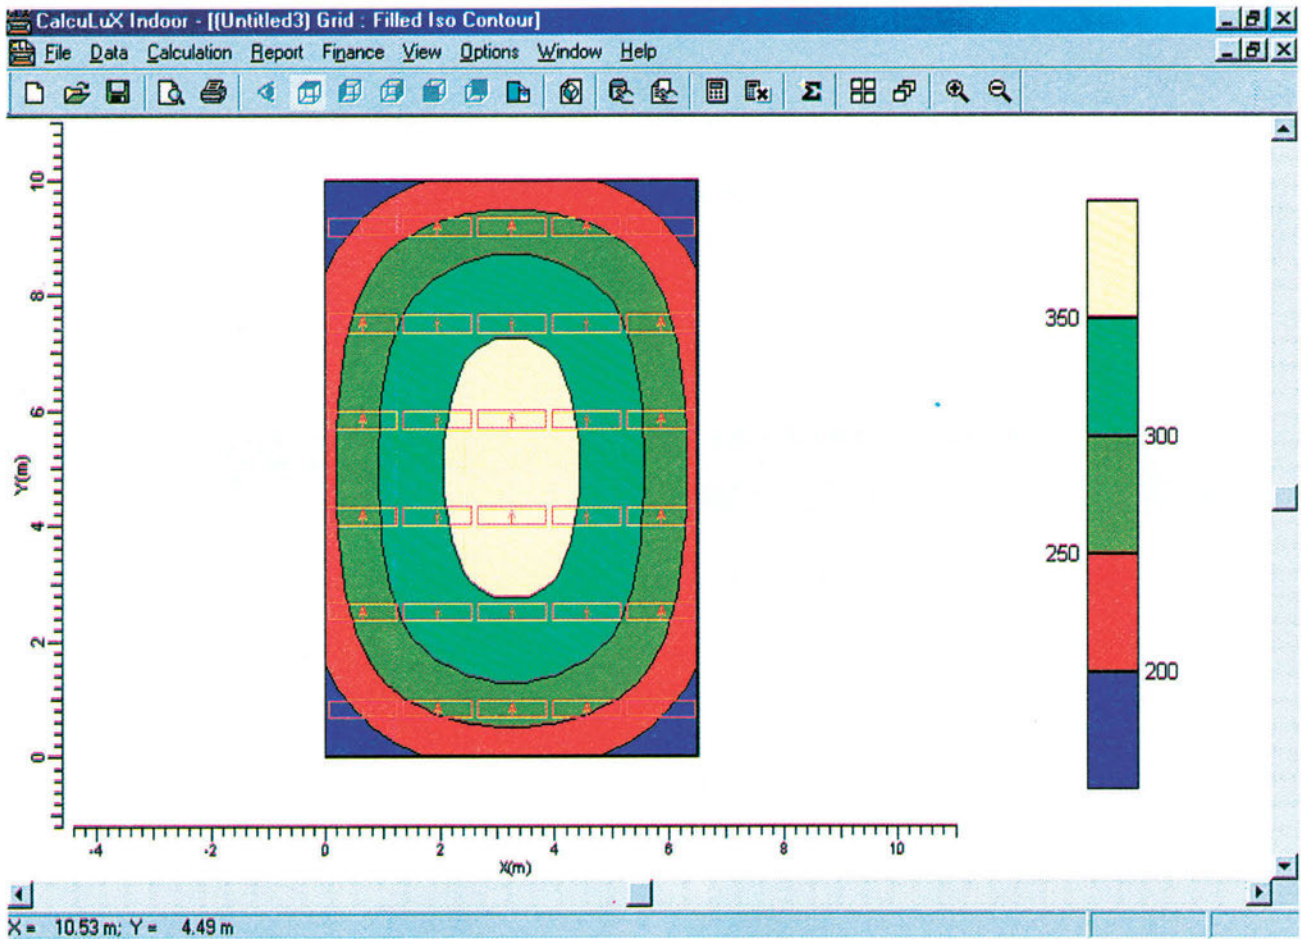 CalcuLuX Indoor - [(Untitled3) Grid : Filled Iso Contour]
File Data Calculation Report Finance View Options Window Help
10
8
6
4
2
0
Y(m)
-4 -2 0 2 4 6 8 10
X(m)
350
300
250
200
X = 10.53 m; Y = 4.49 m